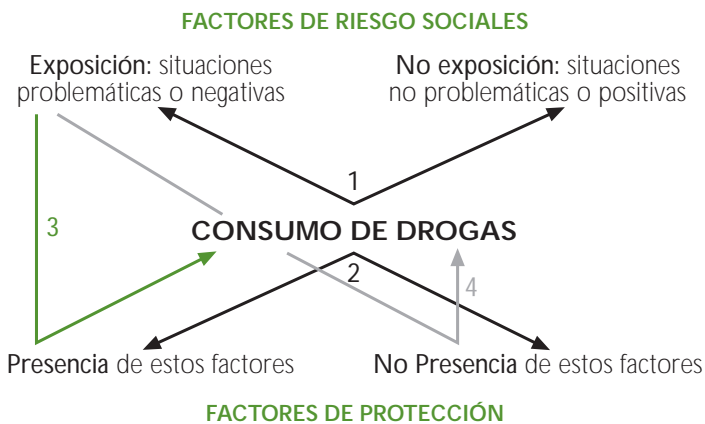 FACTORES DE RIESGO SOCIALES
Exposición: situaciones
problemáticas o negativas
No exposición: situaciones
no problemáticas o positivas
1
3
CONSUMO DE DROGAS
2
4
Presencia de estos factores
No Presencia de estos factores
FACTORES DE PROTECCIÓN